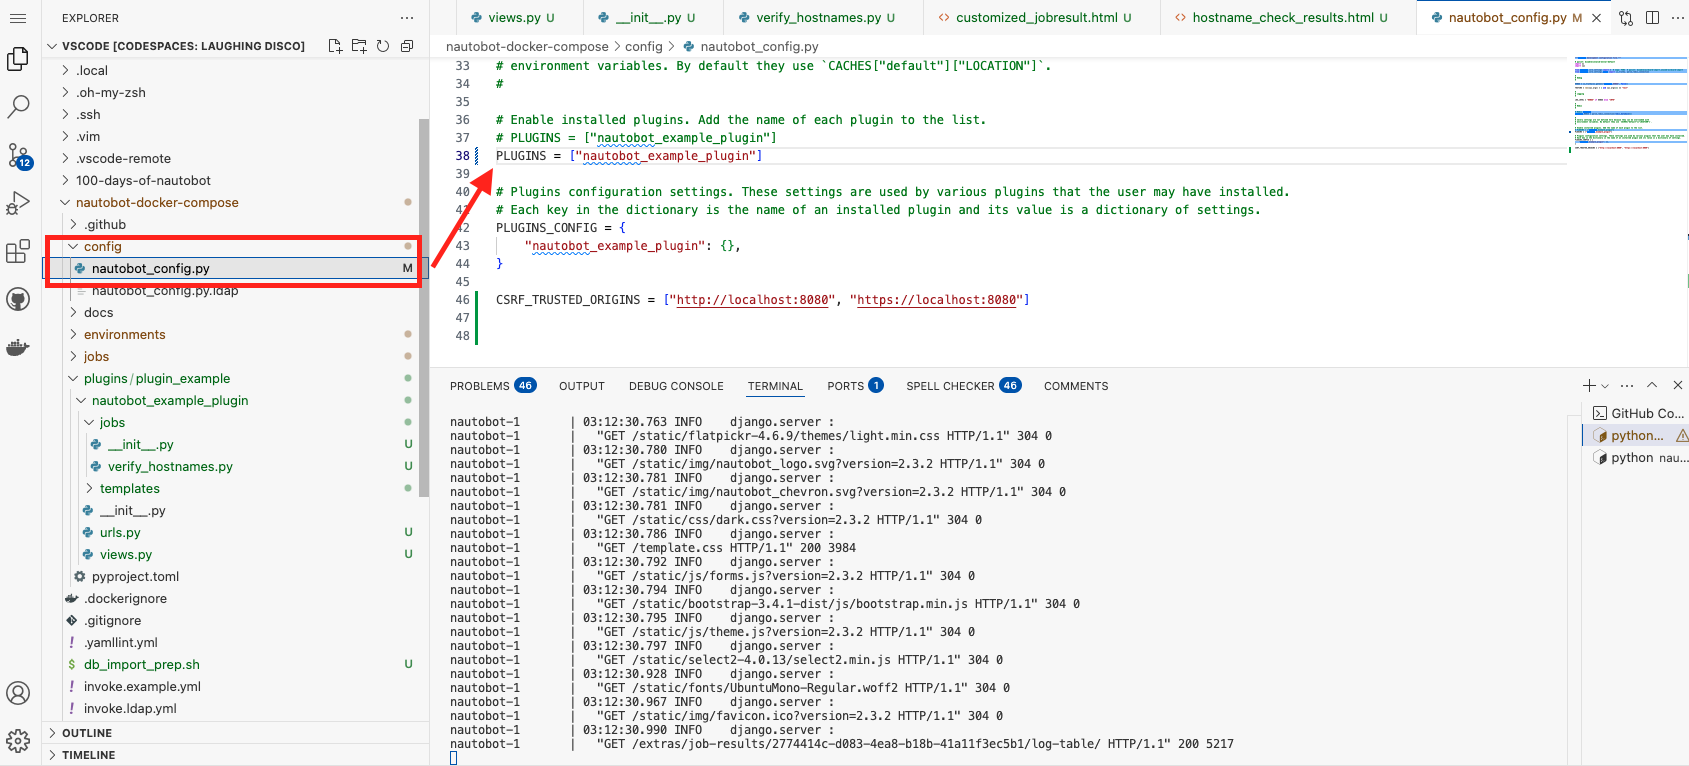 EXPLORER
VSCODE [CODESPACES: LAUGHING DISCO]
.local
.oh-my-zsh
.ssh
.vim
.vscode-remote
100-days-of-nautobot
nautobot-docker-compose
.github
config
nautobot_config.py M
nautobot_config.py.ldap
docs
environments
jobs
plugins/plugin_example
nautobot_example_plugin
jobs
__init__.py U
verify_hostnames.py U
templates
__init__.py
urls.py U
views.py U
pyproject.toml
.dockerignore
.gitignore
.yamllint.yml
db_import_prep.sh U
invoke.example.yml
invoke.ldap.yml
OUTLINE
TIMELINE
12
views.py U
__init__.py U
verify_hostnames.py U
customized_jobresult.html U
hostname_check_results.html U
nautobot_config.py M
nautobot-docker-compose > config > nautobot_config.py
33 # environment variables. By default they use `CACHES["default"]["LOCATION"]`.
34 #
35
36 # Enable installed plugins. Add the name of each plugin to the list.
37 # PLUGINS = ["nautobot_example_plugin"]
38 PLUGINS = ["nautobot_example_plugin"]
39
40 # Plugins configuration settings. These settings are used by various plugins that the user may have installed.
41 # Each key in the dictionary is the name of an installed plugin and its value is a dictionary of settings.
42 PLUGINS_CONFIG = {
43 "nautobot_example_plugin": {},
44 }
45
46 CSRF_TRUSTED_ORIGINS = ["http://localhost:8080", "https://localhost:8080"]
47
48
PROBLEMS 46 OUTPUT DEBUG CONSOLE TERMINAL PORTS 1 SPELL CHECKER 46 COMMENTS
nautobot-1 | 03:12:30.763 INFO django.server :
nautobot-1 | "GET /static/flatpickr-4.6.9/themes/light.min.css HTTP/1.1" 304 0
nautobot-1 | 03:12:30.780 INFO django.server :
nautobot-1 | "GET /static/img/nautobot_logo.svg?version=2.3.2 HTTP/1.1" 304 0
nautobot-1 | 03:12:30.781 INFO django.server :
nautobot-1 | "GET /static/img/nautobot_chevron.svg?version=2.3.2 HTTP/1.1" 304 0
nautobot-1 | 03:12:30.781 INFO django.server :
nautobot-1 | "GET /static/css/dark.css?version=2.3.2 HTTP/1.1" 304 0
nautobot-1 | 03:12:30.786 INFO django.server :
nautobot-1 | "GET /template.css HTTP/1.1" 200 3984
nautobot-1 | 03:12:30.792 INFO django.server :
nautobot-1 | "GET /static/js/forms.js?version=2.3.2 HTTP/1.1" 304 0
nautobot-1 | 03:12:30.794 INFO django.server :
nautobot-1 | "GET /static/bootstrap-3.4.1-dist/js/bootstrap.min.js HTTP/1.1" 304 0
nautobot-1 | 03:12:30.795 INFO django.server :
nautobot-1 | "GET /static/js/theme.js?version=2.3.2 HTTP/1.1" 304 0
nautobot-1 | 03:12:30.797 INFO django.server :
nautobot-1 | "GET /static/select2-4.0.13/select2.min.js HTTP/1.1" 304 0
nautobot-1 | 03:12:30.928 INFO django.server :
nautobot-1 | "GET /static/fonts/UbuntuMono-Regular.woff2 HTTP/1.1" 304 0
nautobot-1 | 03:12:30.967 INFO django.server :
nautobot-1 | "GET /static/img/favicon.ico?version=2.3.2 HTTP/1.1" 304 0
nautobot-1 | 03:12:30.990 INFO django.server :
nautobot-1 | "GET /extras/job-results/2774414c-d083-4ea8-b18b-41a11f3ec5b1/log-table/ HTTP/1.1" 200 5217
GitHub Co...
python...
python nau...